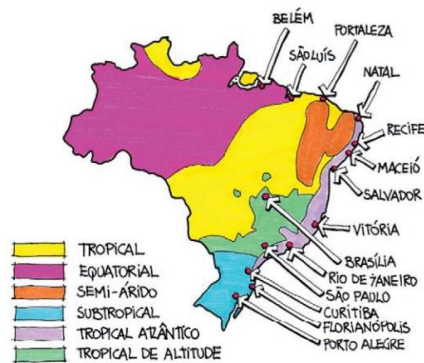 BELÉM
FORTALEZA
SÃO LUÍS
NATAL
RECIFE
MACEIÓ
SALVADOR
VITÓRIA
BRASÍLIA
RIO DE JANEIRO
SÃO PAULO
CURITIBA
FLORIANÓPOLIS
PORTO ALEGRE
TROPICAL
EQUATORIAL
SEMI-ÁRIDO
SUBTROPICAL
TROPICAL ATLÂNTICO
TROPICAL DE ALTITUDE